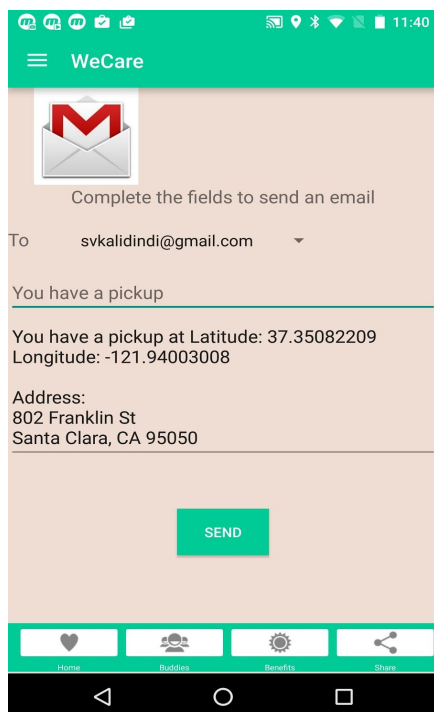 11:40
WeCare
Complete the fields to send an email
To svkalidindi@gmail.com
You have a pickup
You have a pickup at Latitude: 37.35082209
Longitude: -121.94003008
Address:
802 Franklin St
Santa Clara, CA 95050
SEND
Home Buddies Benefits Share